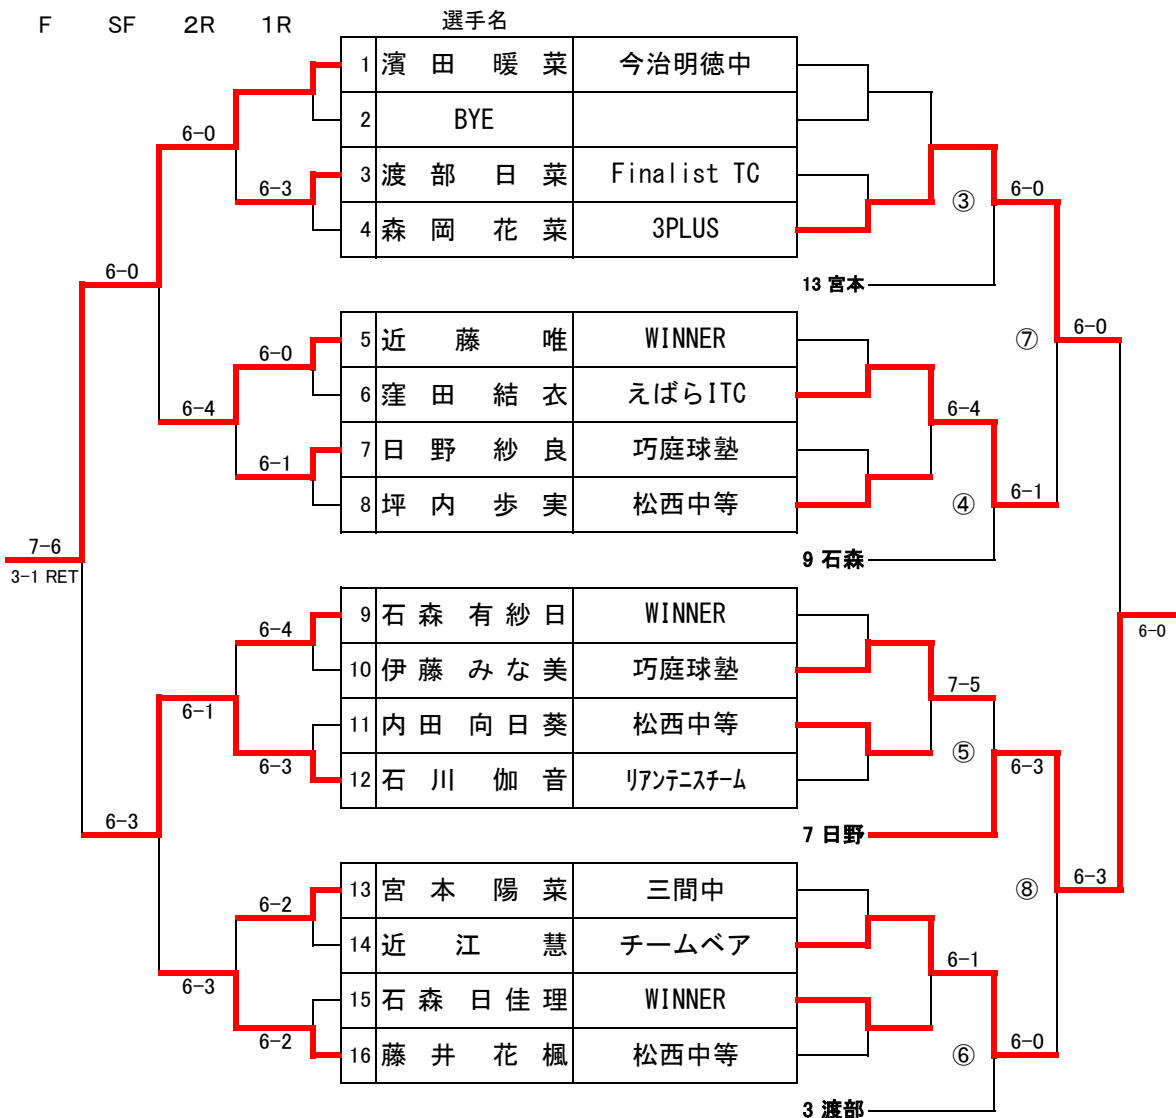 F SF 2R 1R 選手名
1 濱田 暖菜 今治明徳中
2 BYE
6-0
3 渡部 日菜 Finalist TC
6-3 ③ 6-0
4 森岡 花菜 3PLUS
6-0
13 宮本
5 近藤 唯 WINNER
6-0 ⑦ 6-0
6 窪田 結衣 えばらITC
6-4 6-4
7 日野 紗良 巧庭球塾
6-1 6-1
8 坪内 歩実 松西中等 ④
7-6
9 石森
3-1 RET
9 石森 有紗日 WINNER
6-4 6-0
10 伊藤 みな美 巧庭球塾
6-1 7-5
11 内田 向日葵 松西中等
6-3 ⑤ 6-3
12 石川 伽音 リアンテニスチーム
6-3
7 日野
13 宮本 陽菜 三間中
6-2 ⑧ 6-3
14 近江 慧 チームベア
6-3 6-1
15 石森 日佳理 WINNER
6-2 6-0
16 藤井 花楓 松西中等 ⑥
3 渡部